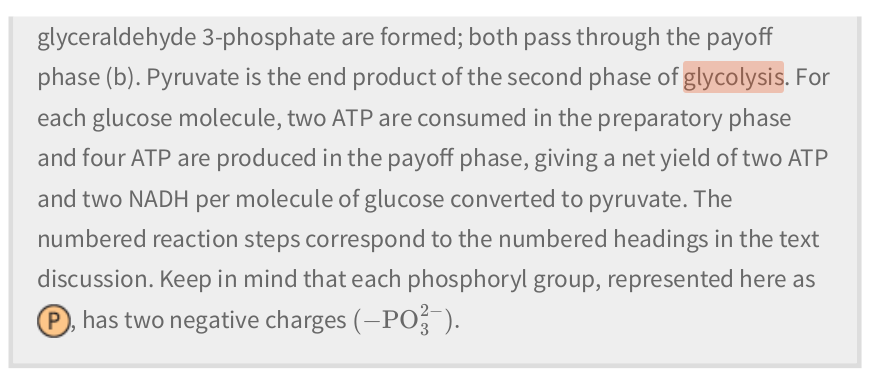 glyceraldehyde 3-phosphate are formed; both pass through the payoff
phase (b). Pyruvate is the end product of the second phase of glycolysis. For
each glucose molecule, two ATP are consumed in the preparatory phase
and four ATP are produced in the payoff phase, giving a net yield of two ATP
and two NADH per molecule of glucose converted to pyruvate. The
numbered reaction steps correspond to the numbered headings in the text
discussion. Keep in mind that each phosphoryl group, represented here as
P, has two negative charges (−PO₃²⁻).